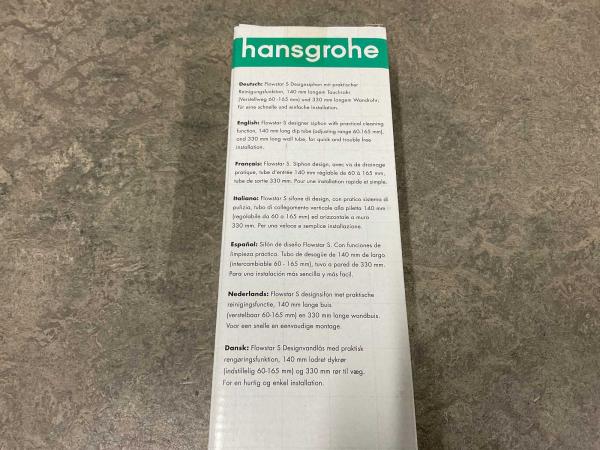 hansgrohe
Deutsch: Flowstar S Designsiphon mit praktischer
Reinigungsfunktion, 140 mm langem Tauchrohr
(Verstellweg 60 -165 mm) und 330 mm langem Wandrohr,
für eine schnelle und einfache Installation.
English: Flowstar S designer siphon with practical cleaning
function, 140 mm long dip tube (adjusting range 60-165 mm),
and 330 mm long wall tube, for quick and trouble free
installation.
Français: Flowstar S. Siphon design, avec vis de drainage
pratique, tube d'entrée 140 mm réglable de 60 à 165 mm,
tube de sortie 330 mm. Pour une installation rapide et simple.
Italiano: Flowstar S sifone di design, con pratico sistema di
pulizia, tubo di collegamento verticale alla piletta 140 mm
(regolabile da 60 a 165 mm) ed orizzontale a muro
330 mm. Per una veloce e semplice installazione.
Español: Sifón de diseño Flowstar S. Con funciones de
limpieza práctica. Tubo de desagüe de 140 mm de largo
(intercambiable 60 - 165 mm), tuvo a pared de 330 mm.
Para una instalación más sencilla y más facil.
Nederlands: Flowstar S designsifon met praktische
reinigingsfunctie, 140 mm lange buis
(verstelbaar 60-165 mm) en 330 mm lange wandbuis.
Voor een snelle en eenvoudige montage.
Dansk: Flowstar S Designvandlås med praktisk
rengøringsfunktion, 140 mm lodret dykrør
(indstillelig 60-165 mm) og 330 mm rør til væg.
For en hurtig og enkel installation.